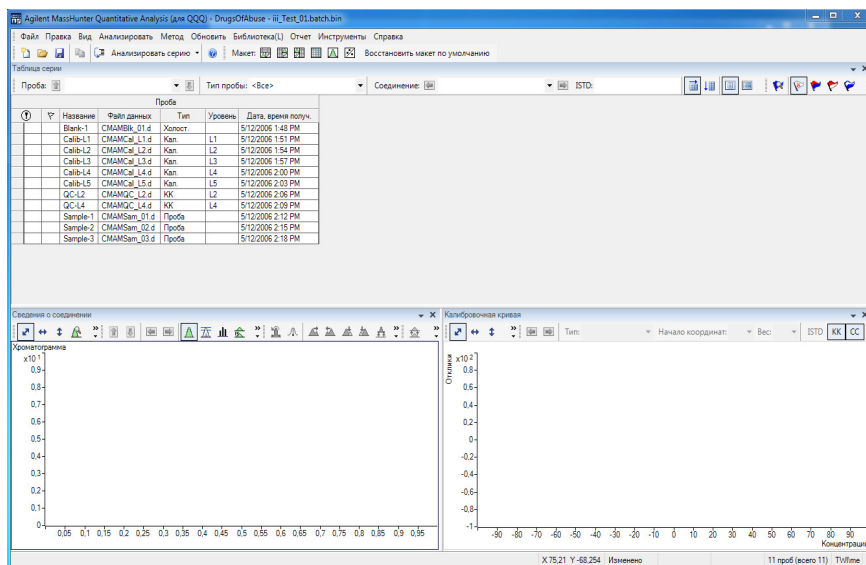 Agilent MassHunter Quantitative Analysis (для QQQ) - DrugsOfAbuse - iii_Test_01.batch.bin
Файл Правка Вид Анализировать Метод Обновить Библиотека(L) Отчет Инструменты Справка
Анализировать серию Макет: Восстановить макет по умолчанию
Таблица серии
Проба: Тип пробы: <Все> Соединение: ISTD:
Проба
Название Файл данных Тип Уровень Дата, время получ.
Blank-1 CMAMBlk_01.d Холост. 5/12/2006 1:48 PM
Calib-L1 CMAMCal_L1.d Кал. L1 5/12/2006 1:51 PM
Calib-L2 CMAMCal_L2.d Кал. L2 5/12/2006 1:54 PM
Calib-L3 CMAMCal_L3.d Кал. L3 5/12/2006 1:57 PM
Calib-L4 CMAMCal_L4.d Кал. L4 5/12/2006 2:00 PM
Calib-L5 CMAMCal_L5.d Кал. L5 5/12/2006 2:03 PM
QC-L2 CMAMQC_L2.d КК L2 5/12/2006 2:06 PM
QC-L4 CMAMQC_L4.d КК L4 5/12/2006 2:09 PM
Sample-1 CMAMSam_01.d Проба 5/12/2006 2:12 PM
Sample-2 CMAMSam_02.d Проба 5/12/2006 2:15 PM
Sample-3 CMAMSam_03.d Проба 5/12/2006 2:18 PM
Сведения о соединении
Хроматограмма
x10 1
0,9
0,8
0,7
0,6
0,5
0,4
0,3
0,2
0,1
0
0,05 0,1 0,15 0,2 0,25 0,3 0,35 0,4 0,45 0,5 0,55 0,6 0,65 0,7 0,75 0,8 0,85 0,9 0,95
Калибровочная кривая
Тип: Начало координат: Вес: ISTD КК CC
Отклики
x10 2
0,8
0,6
0,4
0,2
0
-0,2
-0,4
-0,6
-0,8
-1
-90 -80 -70 -60 -50 -40 -30 -20 -10 0 10 20 30 40 50 60 70 80 90
Концентрация
X 75,21 Y -68,254 Изменено 11 проб (всего 11)